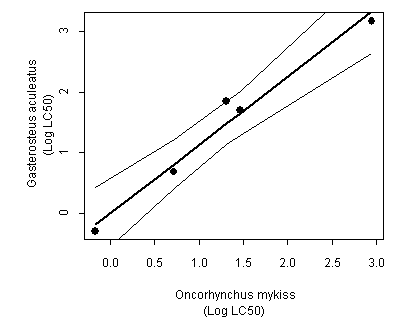 Gasterosteus aculeatus
(Log LC50)
3
2
1
0
0.0 0.5 1.0 1.5 2.0 2.5 3.0
Oncorhynchus mykiss
(Log LC50)